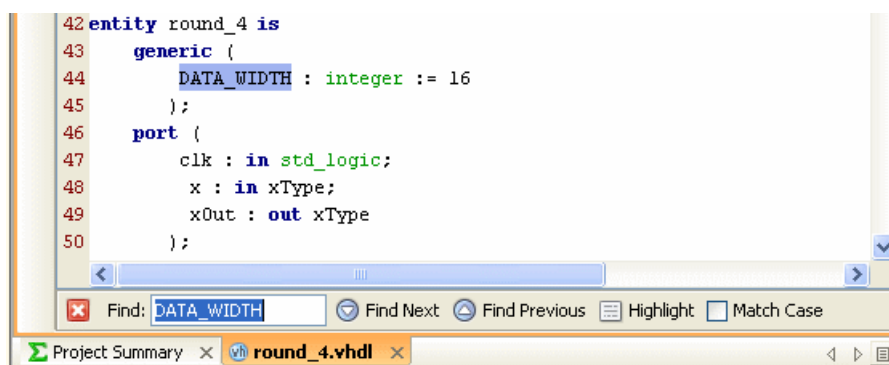 42 entity round_4 is
43 generic (
44 DATA_WIDTH : integer := 16
45 );
46 port (
47 clk : in std_logic;
48 x : in xType;
49 xOut : out xType
50 );
Find: DATA_WIDTH Find Next Find Previous Highlight Match Case
Σ Project Summary vh round_4.vhdl